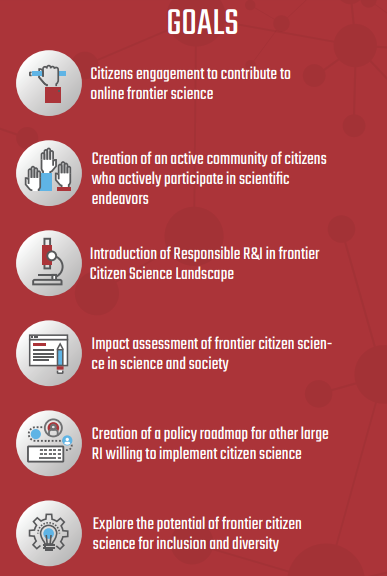 GOALS
Citizens engagement to contribute to
online frontier science
Creation of an active community of citizens
who actively participate in scientific
endeavors
Introduction of Responsible R&I in frontier
Citizen Science Landscape
Impact assessment of frontier citizen scien-
ce in science and society
Creation of a policy roadmap for other large
RI willing to implement citizen science
Explore the potential of frontier citizen
science for inclusion and diversity